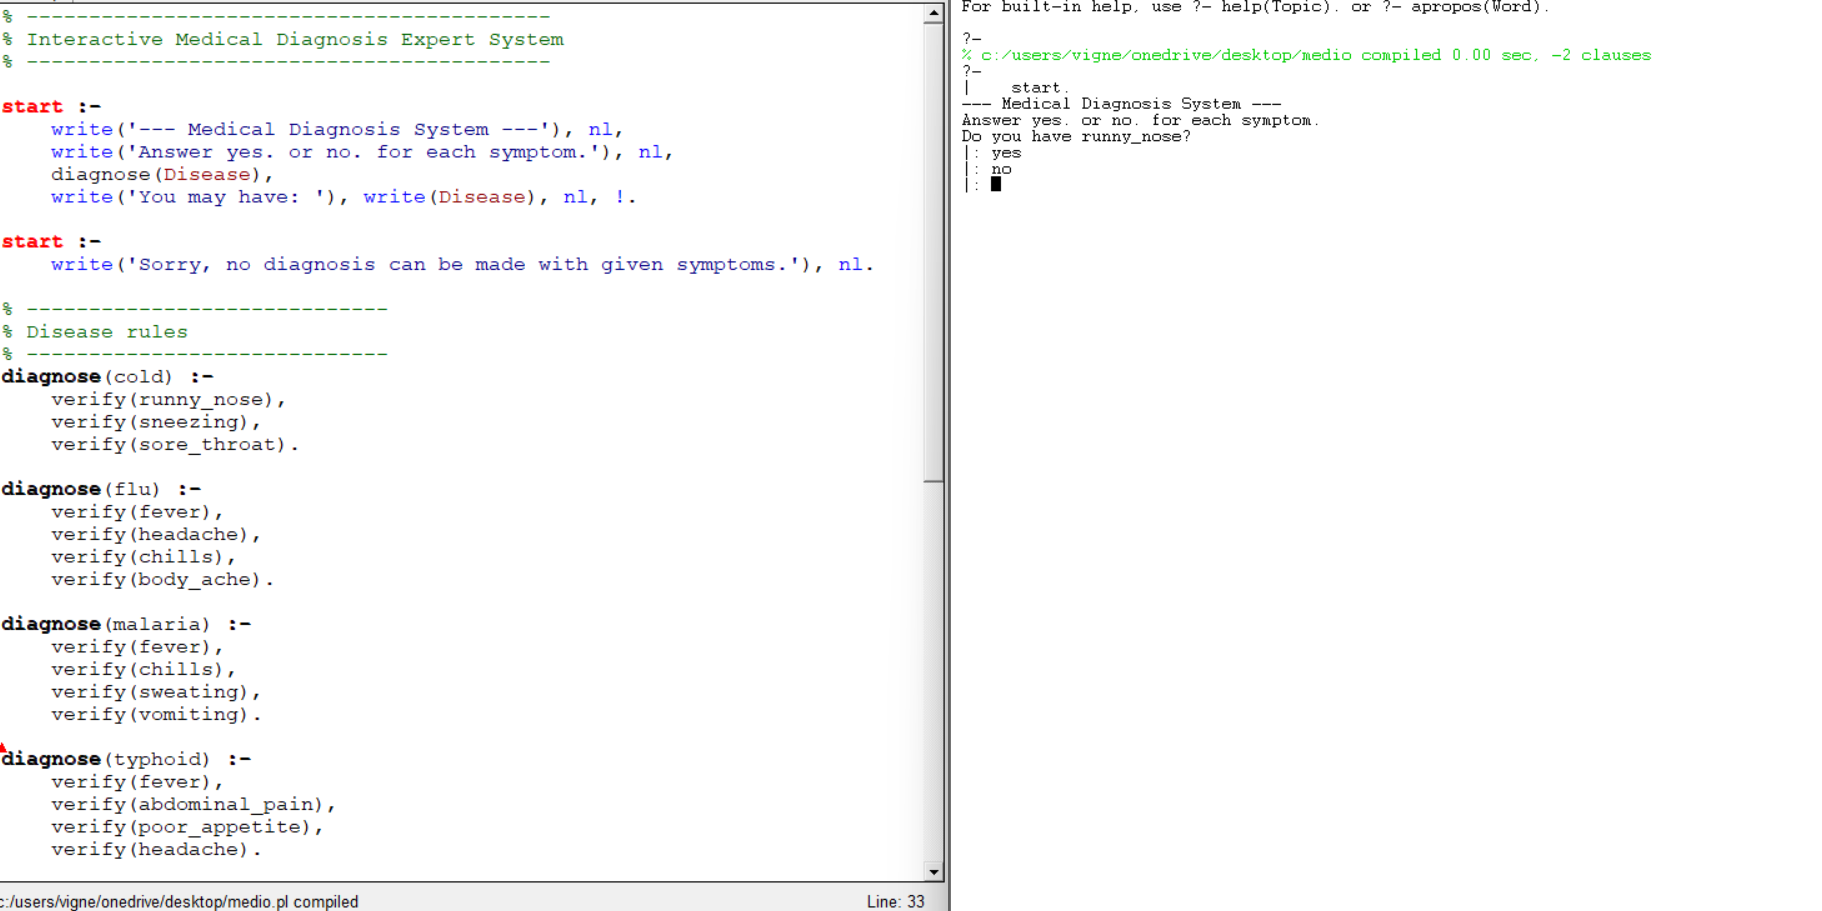 % ------------------------------------------
% Interactive Medical Diagnosis Expert System
% ------------------------------------------
start :-
    write('--- Medical Diagnosis System ---'), nl,
    write('Answer yes. or no. for each symptom.'), nl,
    diagnose(Disease),
    write('You may have: '), write(Disease), nl, !.
start :-
    write('Sorry, no diagnosis can be made with given symptoms.'), nl.
% -----------------------------
% Disease rules
% -----------------------------
diagnose(cold) :-
    verify(runny_nose),
    verify(sneezing),
    verify(sore_throat).
diagnose(flu) :-
    verify(fever),
    verify(headache),
    verify(chills),
    verify(body_ache).
diagnose(malaria) :-
    verify(fever),
    verify(chills),
    verify(sweating),
    verify(vomiting).
diagnose(typhoid) :-
    verify(fever),
    verify(abdominal_pain),
    verify(poor_appetite),
    verify(headache).
c:/users/vigne/onedrive/desktop/medio.pl compiled
Line: 33
For built-in help, use ?- help(Topic). or ?- apropos(Word).
?-
% c:/users/vigne/onedrive/desktop/medio compiled 0.00 sec, -2 clauses
?-
|    start.
--- Medical Diagnosis System ---
Answer yes. or no. for each symptom.
Do you have runny_nose?
|: yes
|: no
|: